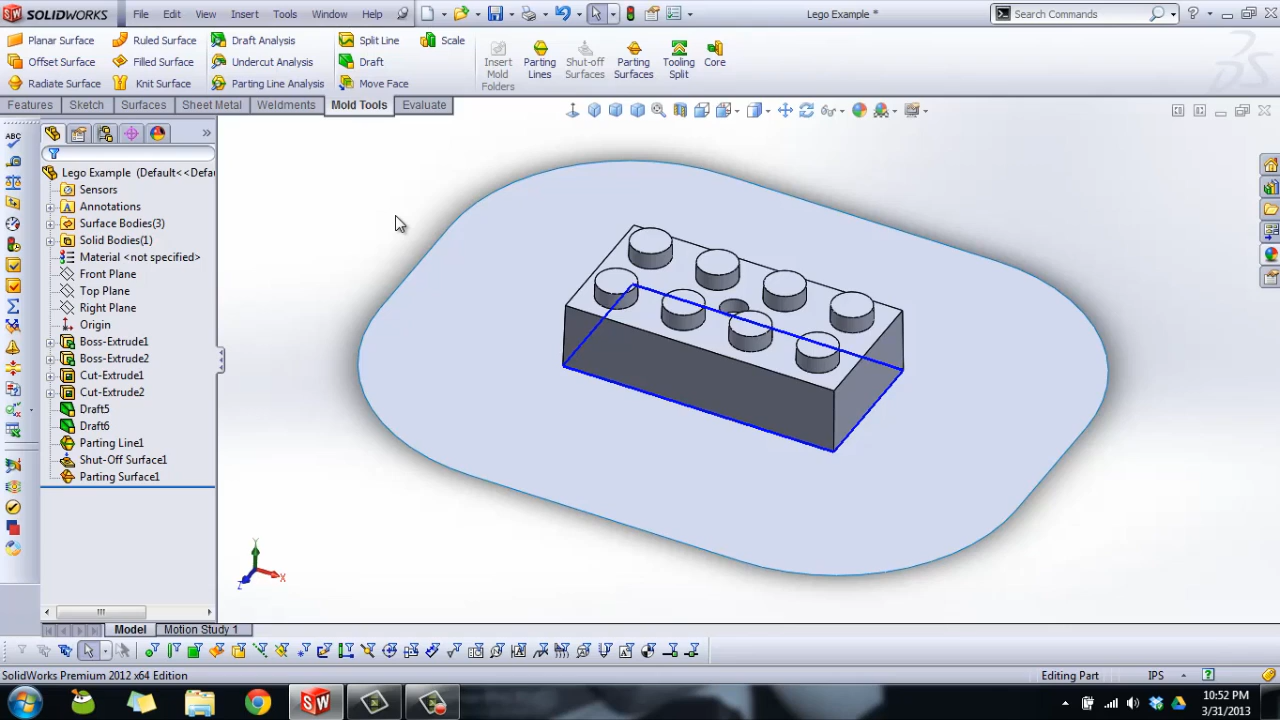 SOLIDWORKS File Edit View Insert Tools Window Help Lego Example * Search Commands
Planar Surface Ruled Surface Draft Analysis Split Line Scale
Offset Surface Filled Surface Undercut Analysis Draft
Radiate Surface Knit Surface Parting Line Analysis Move Face
Insert Mold Folders
Parting Lines
Shut-off Surfaces
Parting Surfaces
Tooling Split
Core
Features Sketch Surfaces Sheet Metal Weldments Mold Tools Evaluate
Lego Example (Default<<Defau
Sensors
Annotations
Surface Bodies(3)
Solid Bodies(1)
Material <not specified>
Front Plane
Top Plane
Right Plane
Origin
Boss-Extrude1
Boss-Extrude2
Cut-Extrude1
Cut-Extrude2
Draft5
Draft6
Parting Line1
Shut-Off Surface1
Parting Surface1
Y
X
Z
Model Motion Study 1
SolidWorks Premium 2012 x64 Edition Editing Part IPS
10:52 PM
3/31/2013